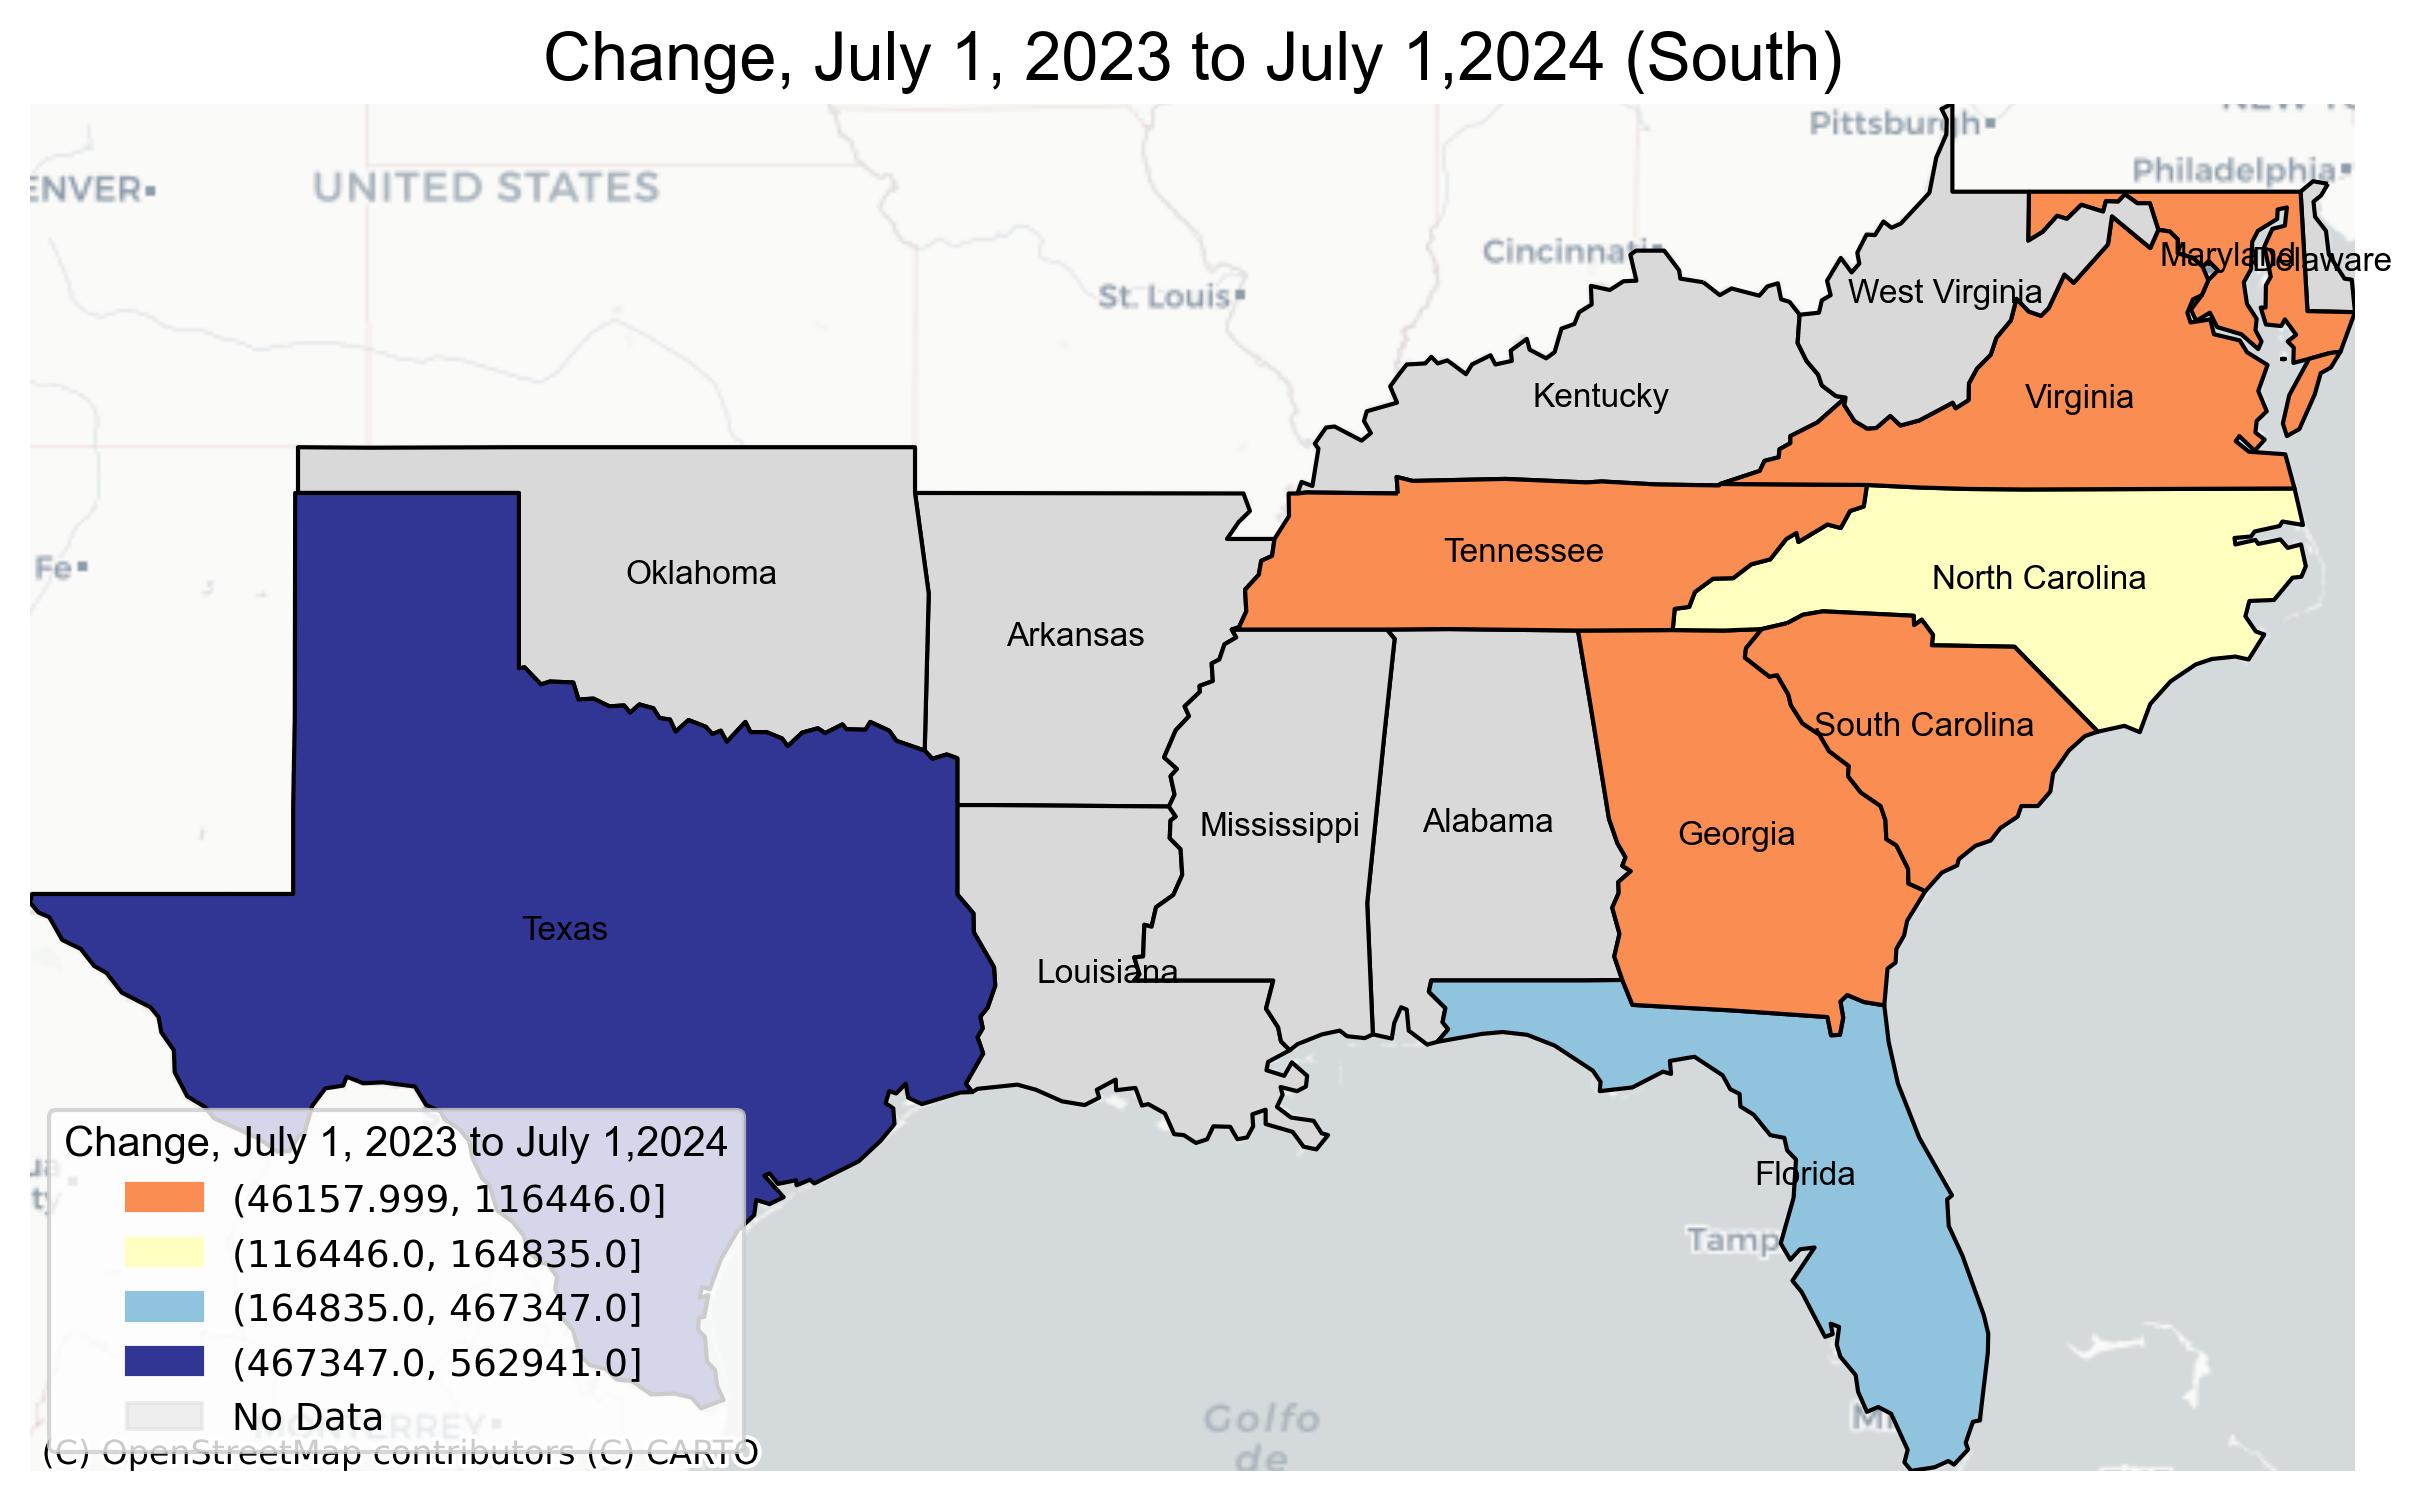 Change, July 1, 2023 to July 1,2024 (South)
Pittsburgh
Philadelphia
ENVER
UNITED STATES
Cincinnati
St. Louis
Maryland
Delaware
West Virginia
Kentucky
Virginia
Fe
Oklahoma
Tennessee
North Carolina
Arkansas
South Carolina
Mississippi
Alabama
Georgia
Texas
Louisiana
Florida
Tamp
Change, July 1, 2023 to July 1,2024
(46157.999, 116446.0]
(116446.0, 164835.0]
(164835.0, 467347.0]
(467347.0, 562941.0]
No Data
MONTERREY
Golfo
de
(C) OpenStreetMap contributors (C) CARTO